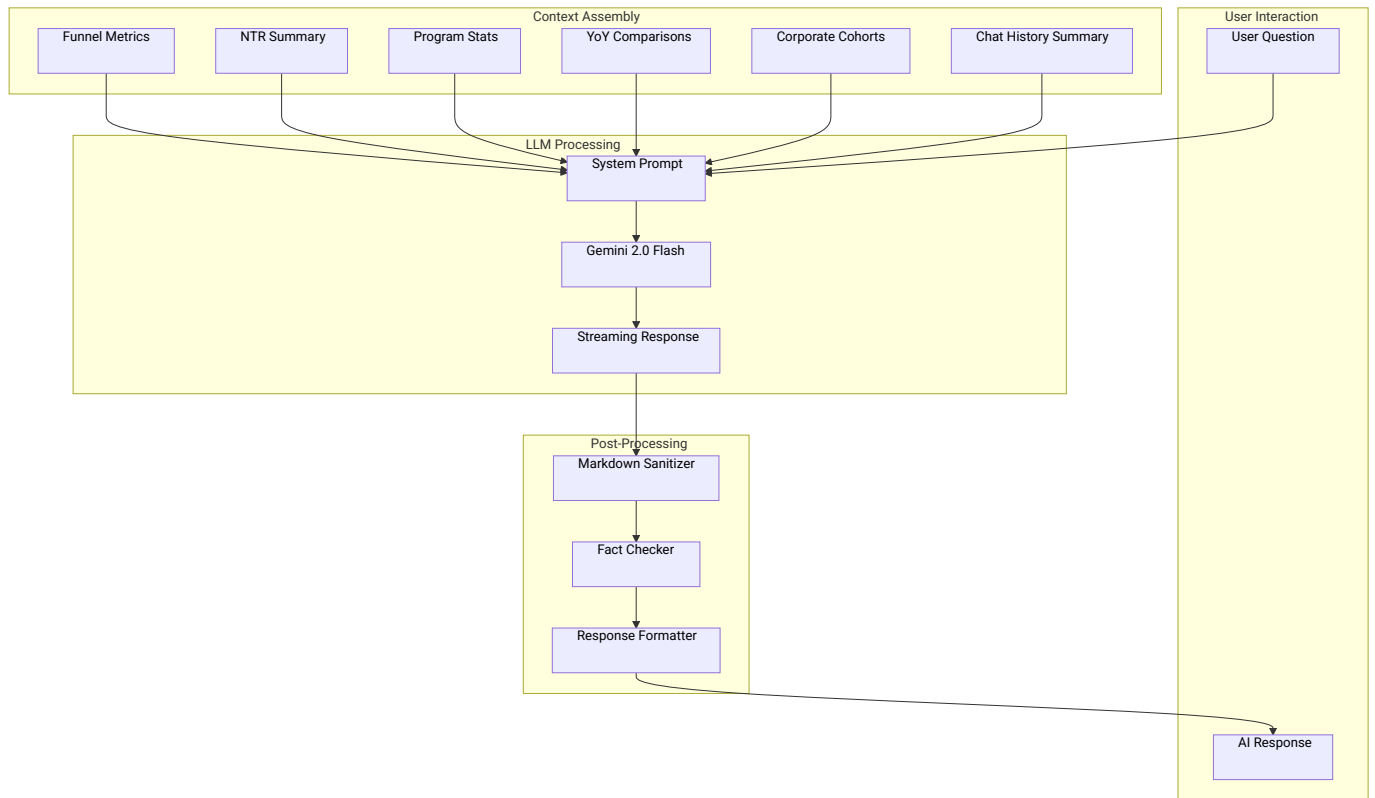 Context Assembly
User Interaction
Funnel Metrics
NTR Summary
Program Stats
YoY Comparisons
Corporate Cohorts
Chat History Summary
User Question
LLM Processing
System Prompt
Gemini 2.0 Flash
Streaming Response
Post-Processing
Markdown Sanitizer
Fact Checker
Response Formatter
AI Response